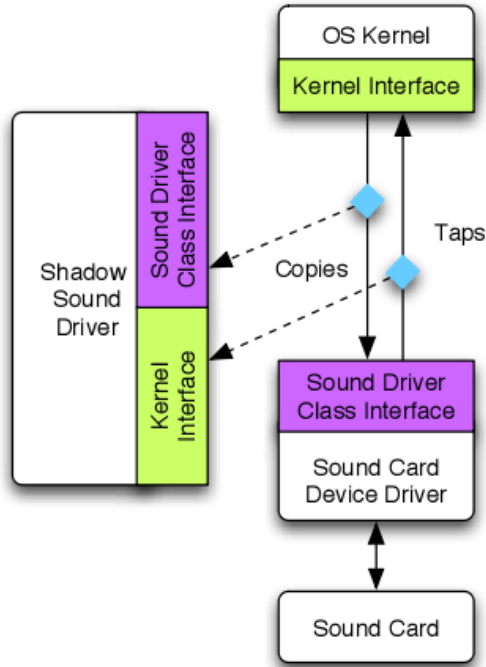 OS Kernel
Kernel Interface
Sound Driver
Class Interface
Shadow
Sound
Driver
Kernel
Interface
Copies
Taps
Sound Driver
Class Interface
Sound Card
Device Driver
Sound Card